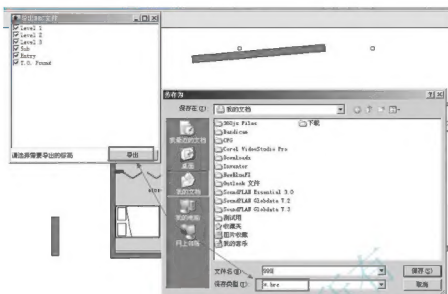 Level 1
Level 2
Level 3
Sub
Entry
T.O. Found
请选择需要导出的标高
导出
另存为
保存在(I):
我的文档
我最近的文档
桌面
我的文档
我的电脑
网上邻居
360js Files
Bandicam
CFG
Corel VideoStudio Pro
Downloads
Inventor
Outlook 文件
SoundPLAN Essential 3.0
SoundPLAN Globdata 7.2
SoundPLAN Globdata 7.3
测试用
收藏夹
图片收藏
我的音乐
下载
文件名(N):
保存(S)
保存类型(T):
取消